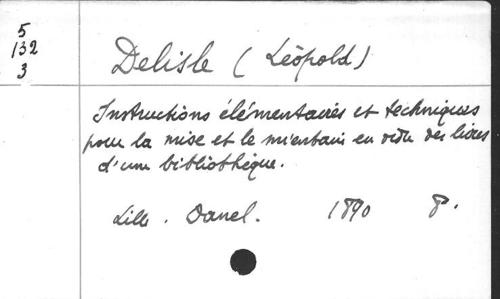 5
132
3
Delisle (Léopold)
Instructions élémentaires et techniques
pour la mise et le maintien en ordre des livres
d'une bibliothèque.
Lille. Danel. 1890 8°.